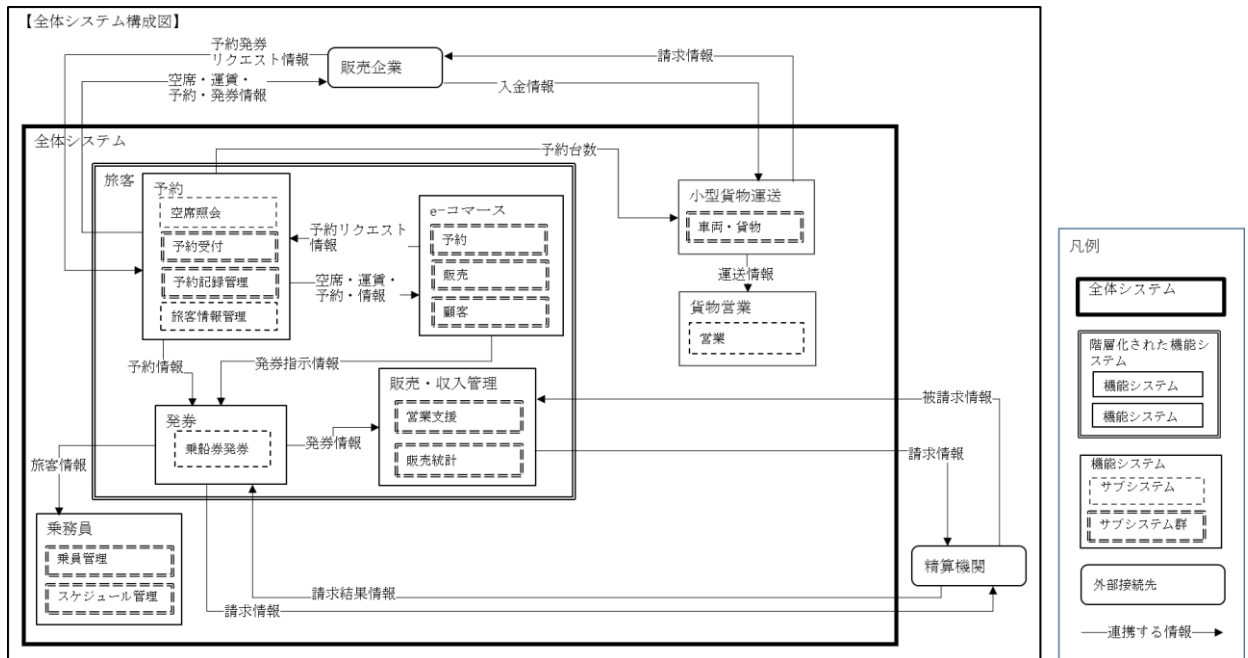 【全体システム構成図】
予約発券
リクエスト情報
空席・運賃・
予約・発券情報
販売企業
請求情報
入金情報
全体システム
予約台数
旅客
予約
空席照会
予約受付
予約記録管理
旅客情報管理
予約リクエスト
情報
空席・運賃・
予約・情報
e-コマース
予約
販売
顧客
小型貨物運送
車両・貨物
運送情報
貨物営業
営業
予約情報
発券指示情報
発券
乗船券発券
発券情報
販売・収入管理
営業支援
販売統計
被請求情報
請求情報
旅客情報
乗務員
乗員管理
スケジュール管理
請求結果情報
請求情報
精算機関
凡例
全体システム
階層化された機能シ
ステム
機能システム
機能システム
機能システム
サブシステム
サブシステム群
外部接続先
連携する情報